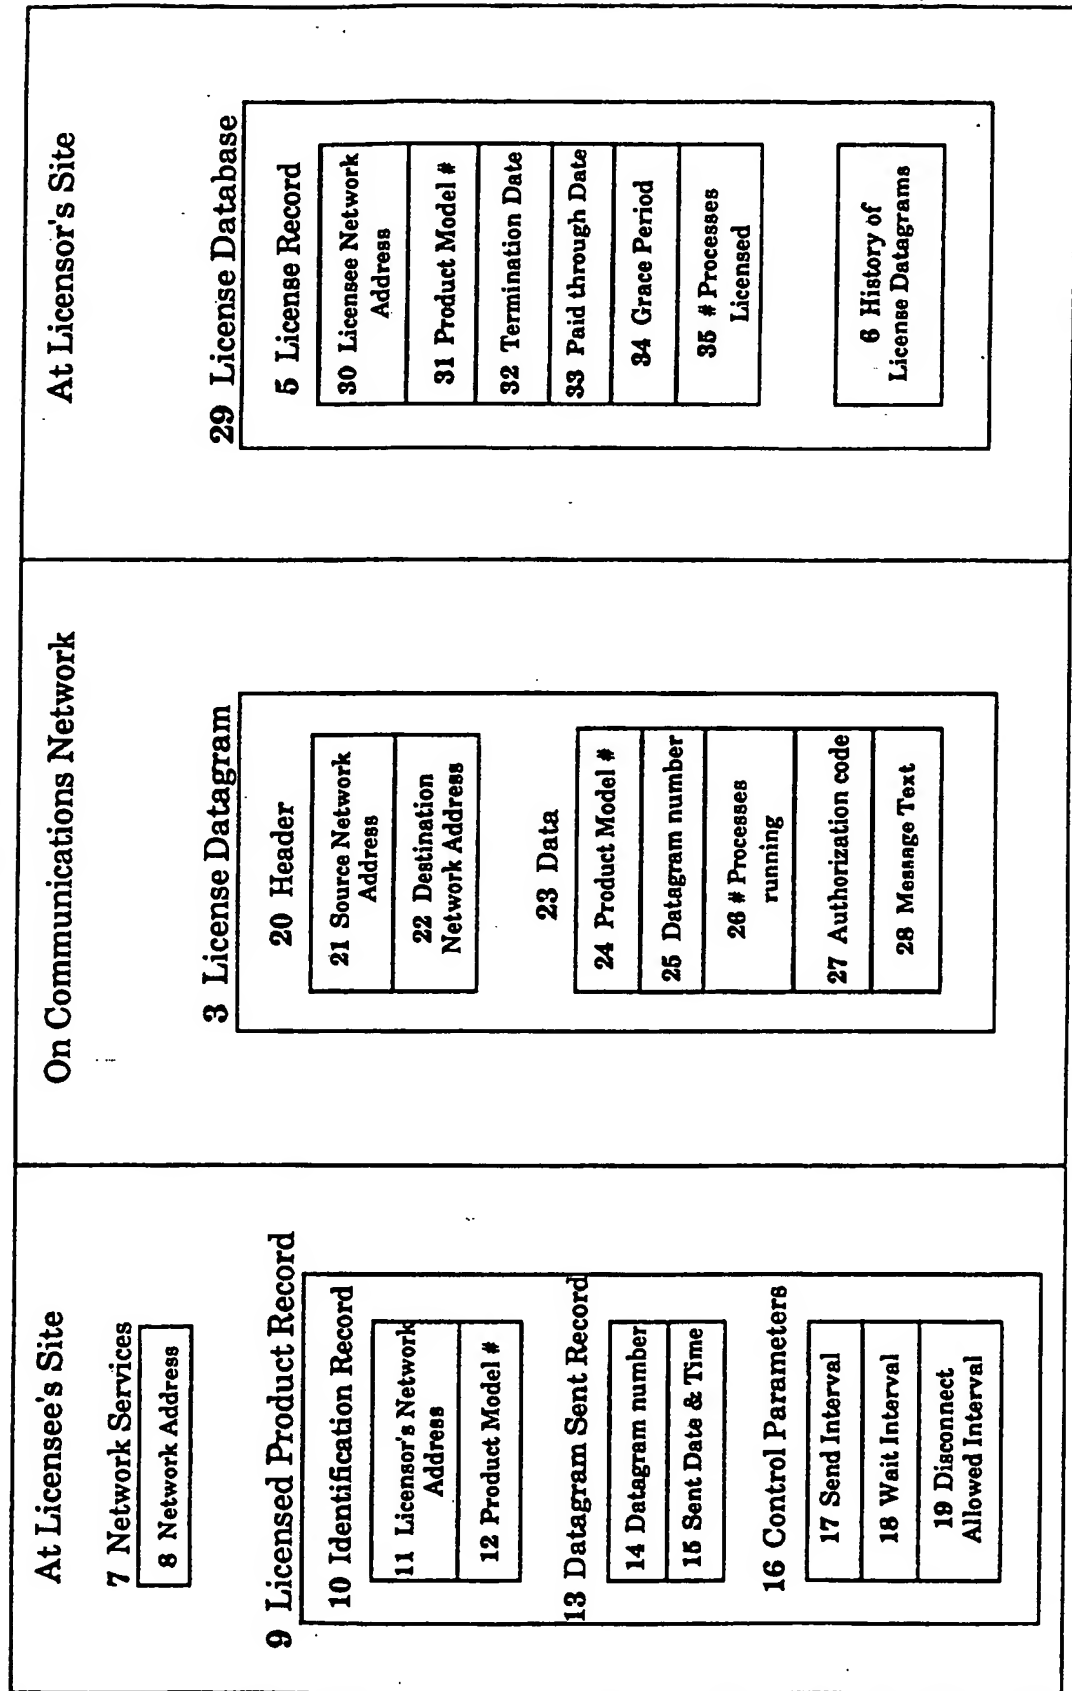 At Licensee's Site
7 Network Services
8 Network Address
9 Licensed Product Record
10 Identification Record
11 Licensor's Network
Address
12 Product Model #
13 Datagram Sent Record
14 Datagram number
15 Sent Date & Time
16 Control Parameters
17 Send Interval
18 Wait Interval
19 Disconnect
Allowed Interval
On Communications Network
3 License Datagram
20 Header
21 Source Network
Address
22 Destination
Network Address
23 Data
24 Product Model #
25 Datagram number
26 # Processes
running
27 Authorization code
28 Message Text
At Licensor's Site
29 License Database
5 License Record
30 Licensee Network
Address
31 Product Model #
32 Termination Date
33 Paid through Date
34 Grace Period
35 # Processes
Licensed
6 History of
License Datagrams